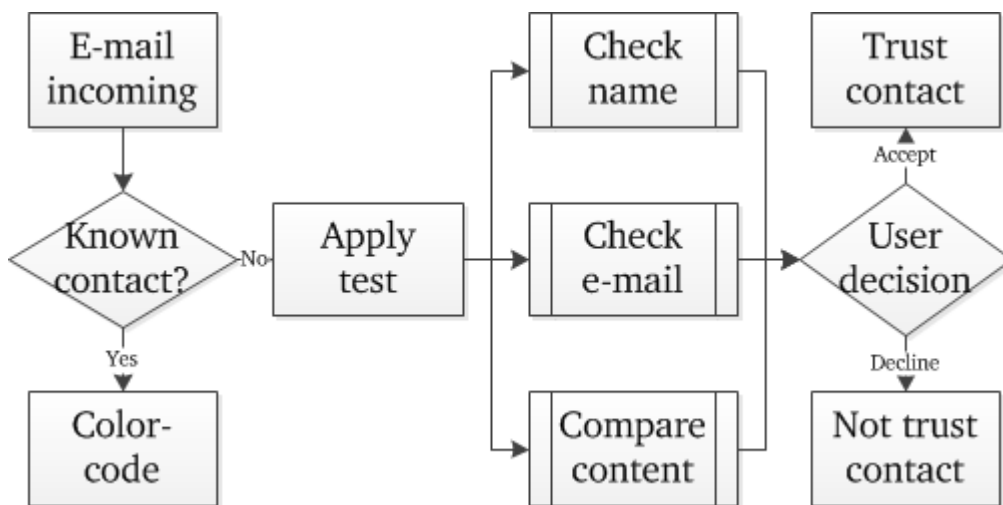 E-mail
incoming
Known
contact?
Yes
Color-
code
No
Apply
test
Check
name
Check
e-mail
Compare
content
User
decision
Accept
Trust
contact
Decline
Not trust
contact